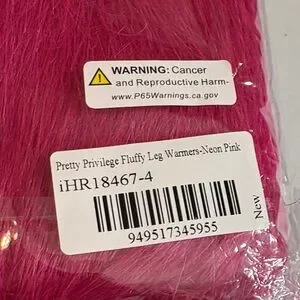 WARNING: Cancer
and Reproductive Harm-
www.P65Warnings.ca.gov
Pretty Privilege Fluffy Leg Warmers-Neon Pink
iHR18467-4
949517345955
New